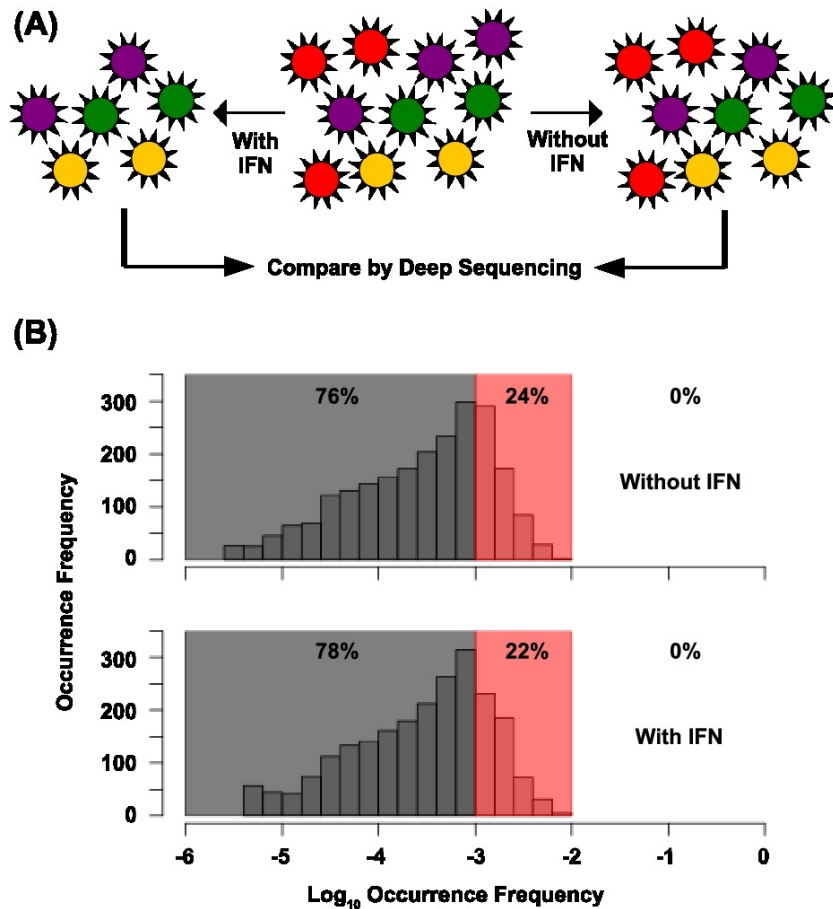 (A)
With
IFN
Without
IFN
Compare by Deep Sequencing
(B)
Occurrence Frequency
300
200
100
0
76%
24%
0%
Without IFN
300
200
100
0
78%
22%
0%
With IFN
-6
-5
-4
-3
-2
-1
0
Log10 Occurrence Frequency